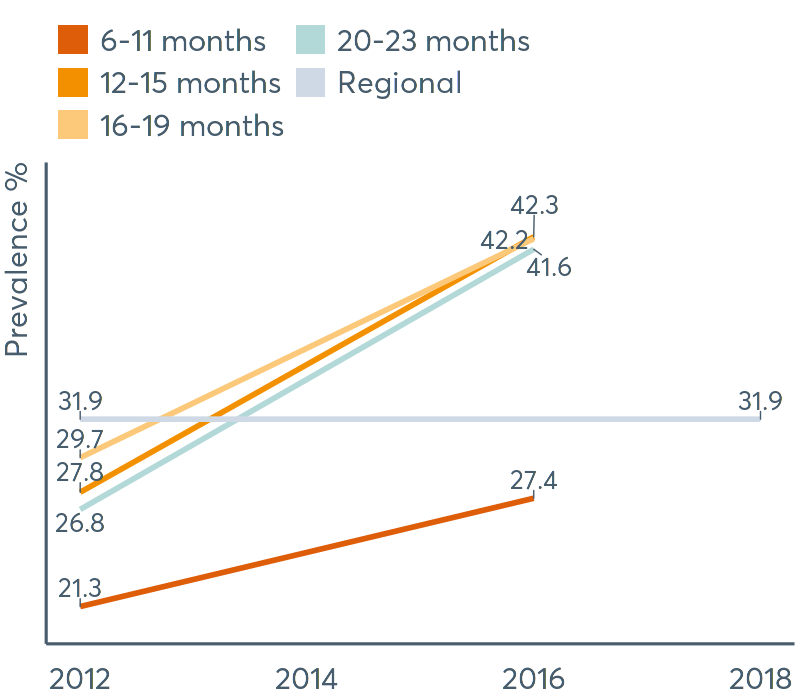 6-11 months
20-23 months
12-15 months
Regional
16-19 months
Prevalence %
42.3
42.2
41.6
31.9
31.9
29.7
27.8
27.4
26.8
21.3
2012
2014
2016
2018